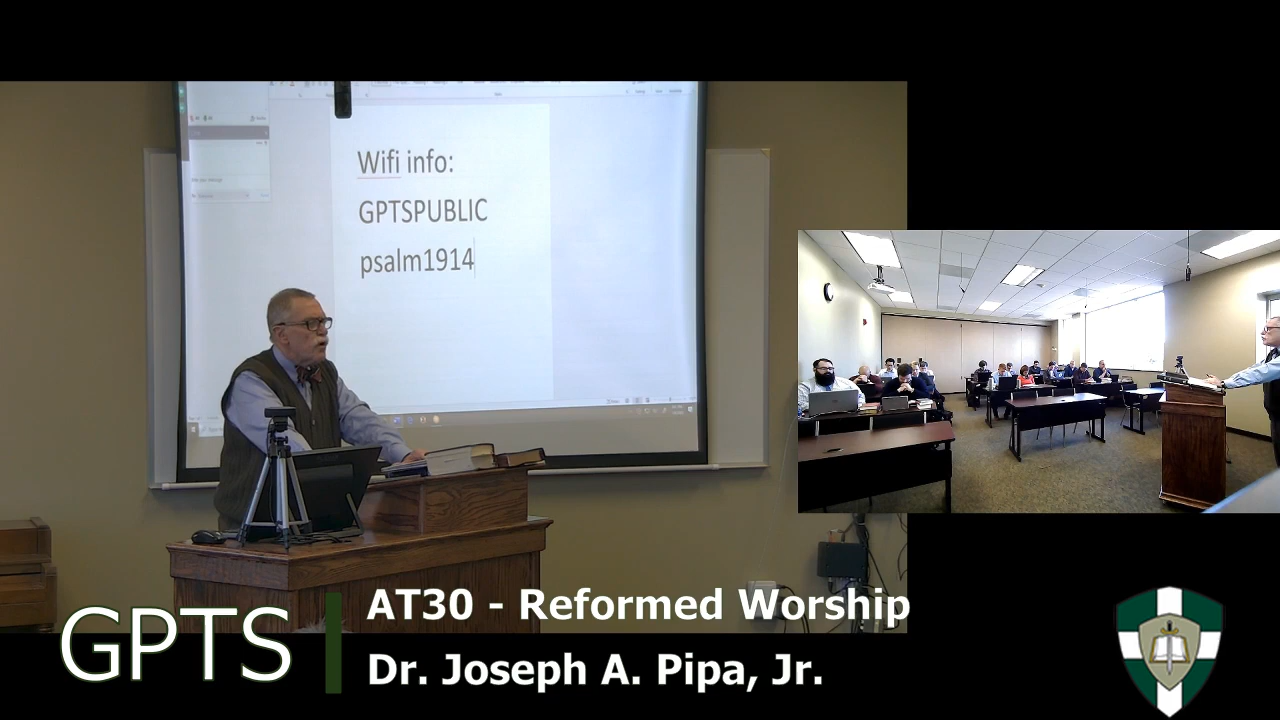 Wifi info:
GPTSPUBLIC
psalm1914
GPTS
AT30 - Reformed Worship
Dr. Joseph A. Pipa, Jr.